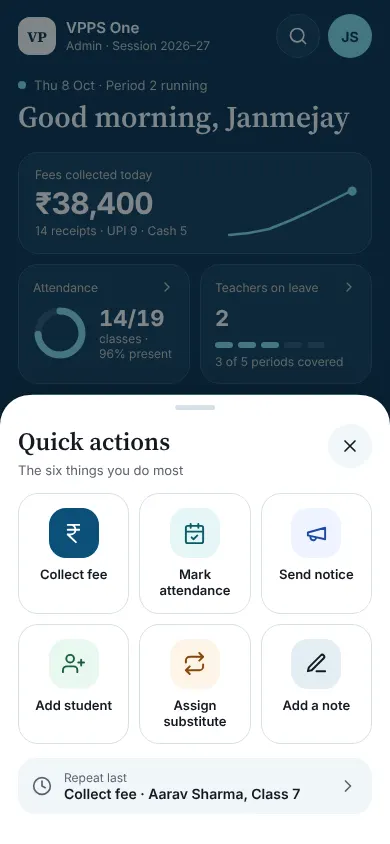 VP
VPPS One
Admin · Session 2026–27
JS
Thu 8 Oct · Period 2 running
Good morning, Janmejay
Fees collected today
₹38,400
14 receipts · UPI 9 · Cash 5
Attendance
14/19
classes ·
96% present
Teachers on leave
2
3 of 5 periods covered
Quick actions
The six things you do most
₹
Collect fee
Mark
attendance
Send notice
Add student
Assign
substitute
Add a note
Repeat last
Collect fee · Aarav Sharma, Class 7